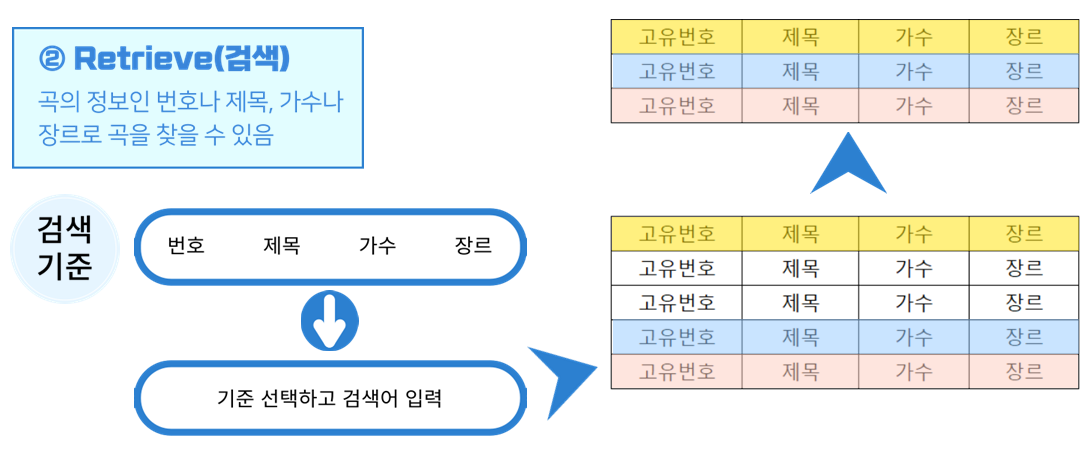 ② Retrieve(검색)
곡의 정보인 번호나 제목, 가수나
장르로 곡을 찾을 수 있음
검색
기준
번호 제목 가수 장르
기준 선택하고 검색어 입력
고유번호 제목 가수 장르
고유번호 제목 가수 장르
고유번호 제목 가수 장르
고유번호 제목 가수 장르
고유번호 제목 가수 장르
고유번호 제목 가수 장르
고유번호 제목 가수 장르
고유번호 제목 가수 장르